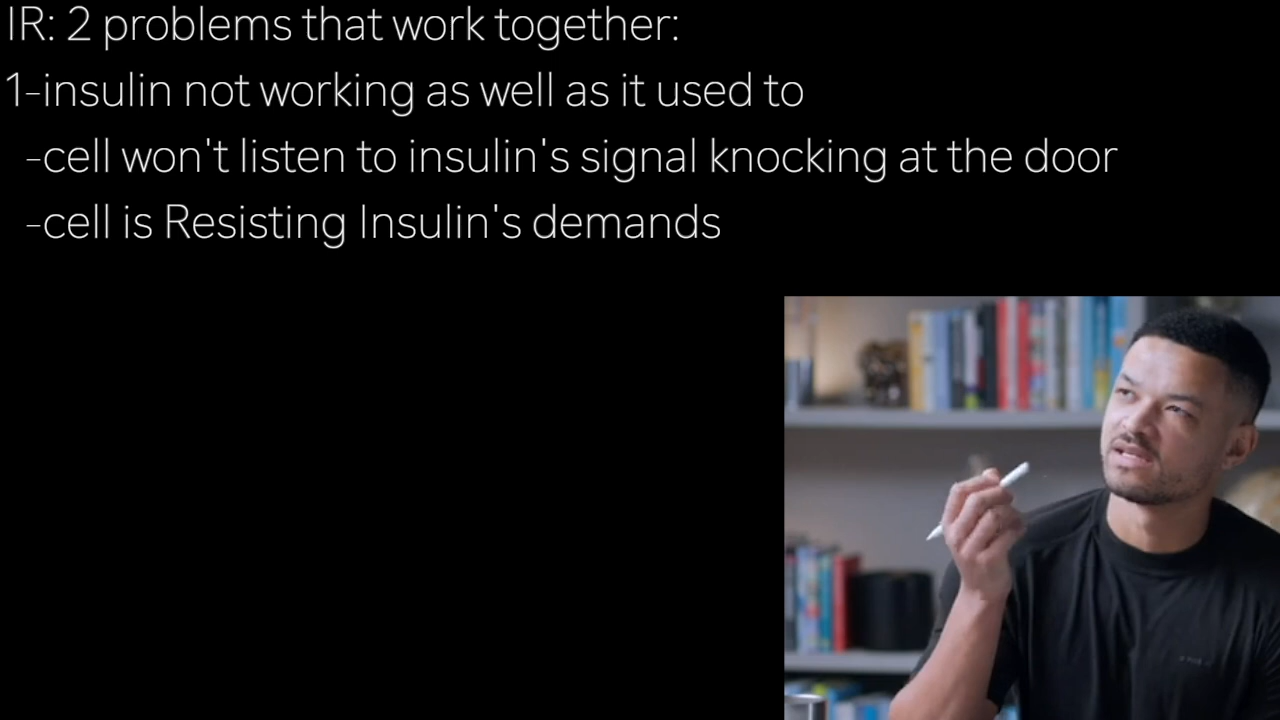 IR: 2 problems that work together:
1-insulin not working as well as it used to
-cell won't listen to insulin's signal knocking at the door
-cell is Resisting Insulin's demands